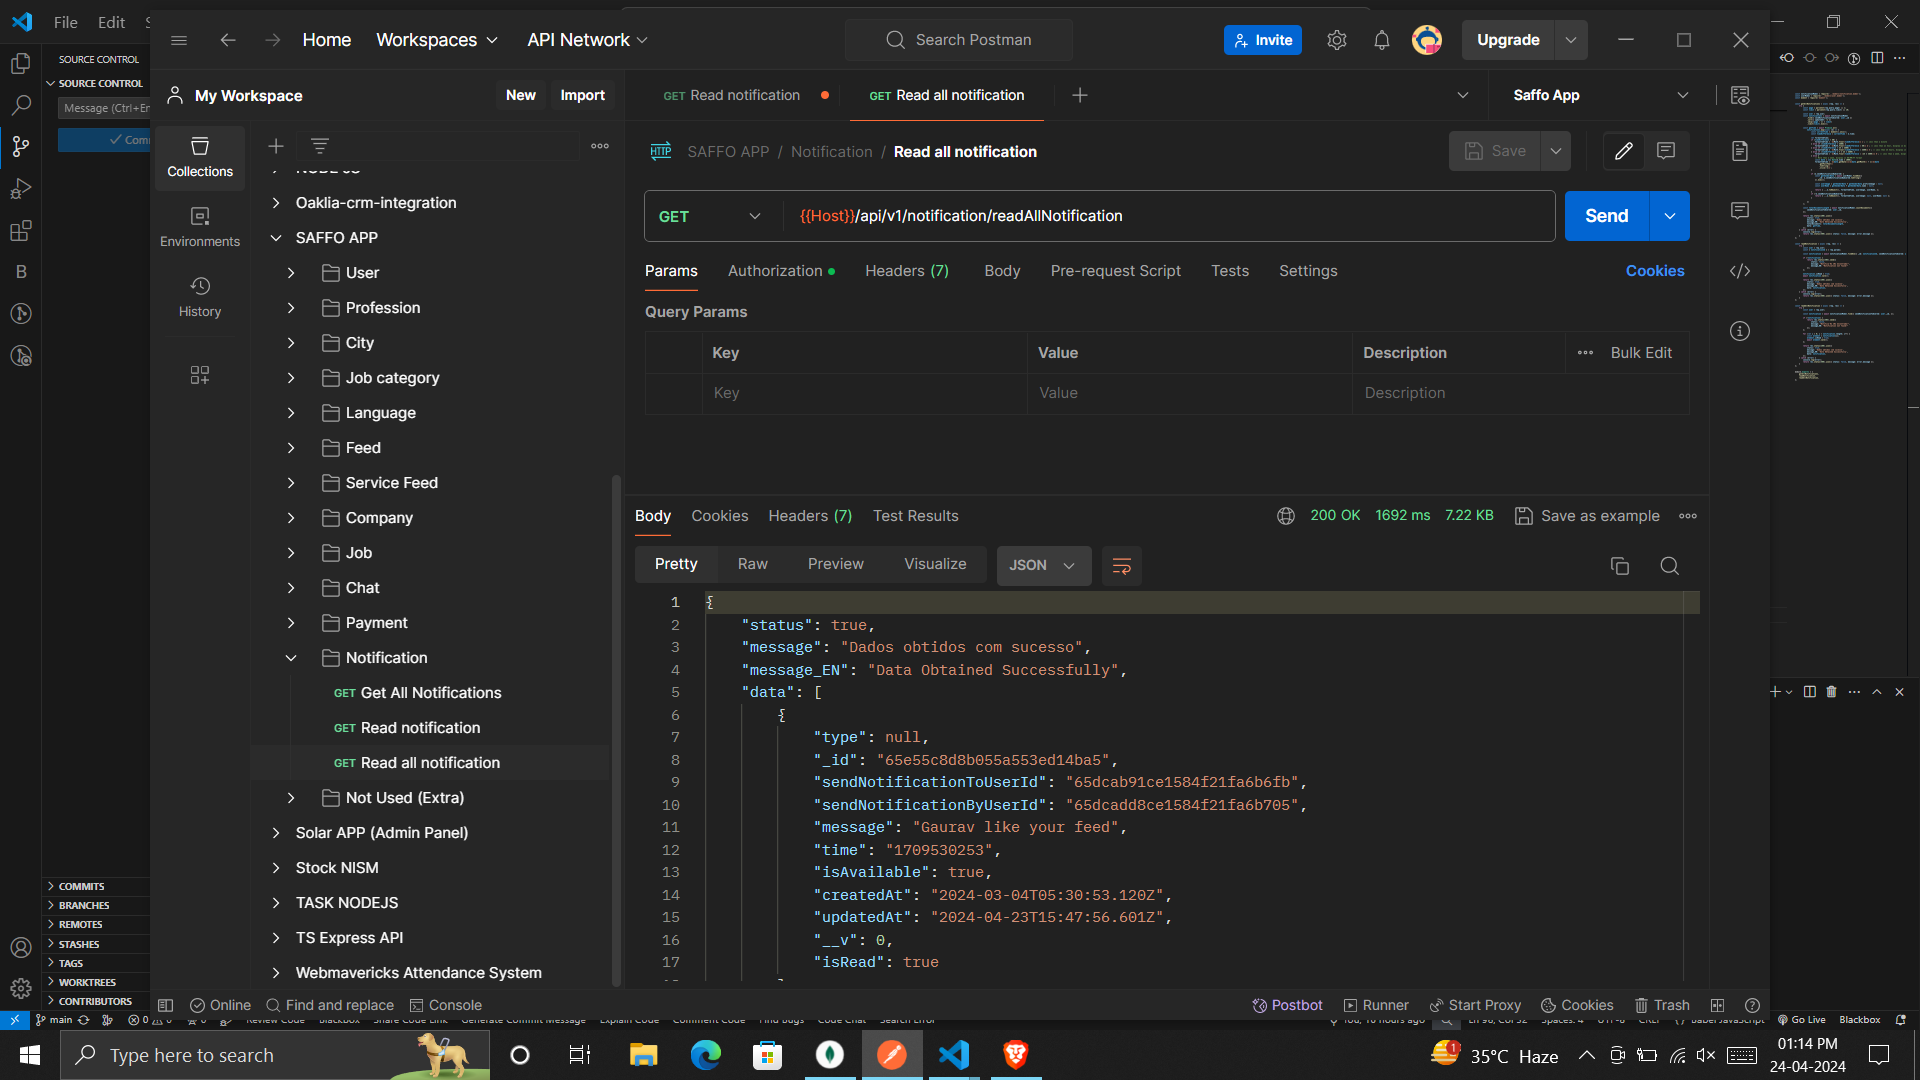 File Edit
Home Workspaces API Network
Search Postman
Invite
Upgrade
SOURCE CONTROL
SOURCE CONTROL
Message (Ctrl+En
Comm
My Workspace
New Import
GET Read notification
GET Read all notification
Saffo App
Collections
Environments
History
Oaklia-crm-integration
SAFFO APP
User
Profession
City
Job category
Language
Feed
Service Feed
Company
Job
Chat
Payment
Notification
GET Get All Notifications
GET Read notification
GET Read all notification
Not Used (Extra)
Solar APP (Admin Panel)
Stock NISM
TASK NODEJS
TS Express API
Webmavericks Attendance System
HTTP SAFFO APP / Notification / Read all notification
Save
GET {{Host}}/api/v1/notification/readAllNotification
Send
Params Authorization Headers (7) Body Pre-request Script Tests Settings Cookies
Query Params
Key Value Description Bulk Edit
Key Value Description
Body Cookies Headers (7) Test Results
200 OK 1692 ms 7.22 KB Save as example
Pretty Raw Preview Visualize JSON
1 {
2 "status": true,
3 "message": "Dados obtidos com sucesso",
4 "message_EN": "Data Obtained Successfully",
5 "data": [
6 {
7 "type": null,
8 "_id": "65e55c8d8b055a553ed14ba5",
9 "sendNotificationToUserId": "65dcab91ce1584f21fa6b6fb",
10 "sendNotificationByUserId": "65dcadd8ce1584f21fa6b705",
11 "message": "Gaurav like your feed",
12 "time": "1709530253",
13 "isAvailable": true,
14 "createdAt": "2024-03-04T05:30:53.120Z",
15 "updatedAt": "2024-04-23T15:47:56.601Z",
16 "__v": 0,
17 "isRead": true
COMMITS
BRANCHES
REMOTES
STASHES
TAGS
WORKTREES
CONTRIBUTORS
Online Find and replace Console
Postbot Runner Start Proxy Cookies Trash
main
Go Live Blackbox
Type here to search
1
35°C Haze
01:14 PM
24-04-2024